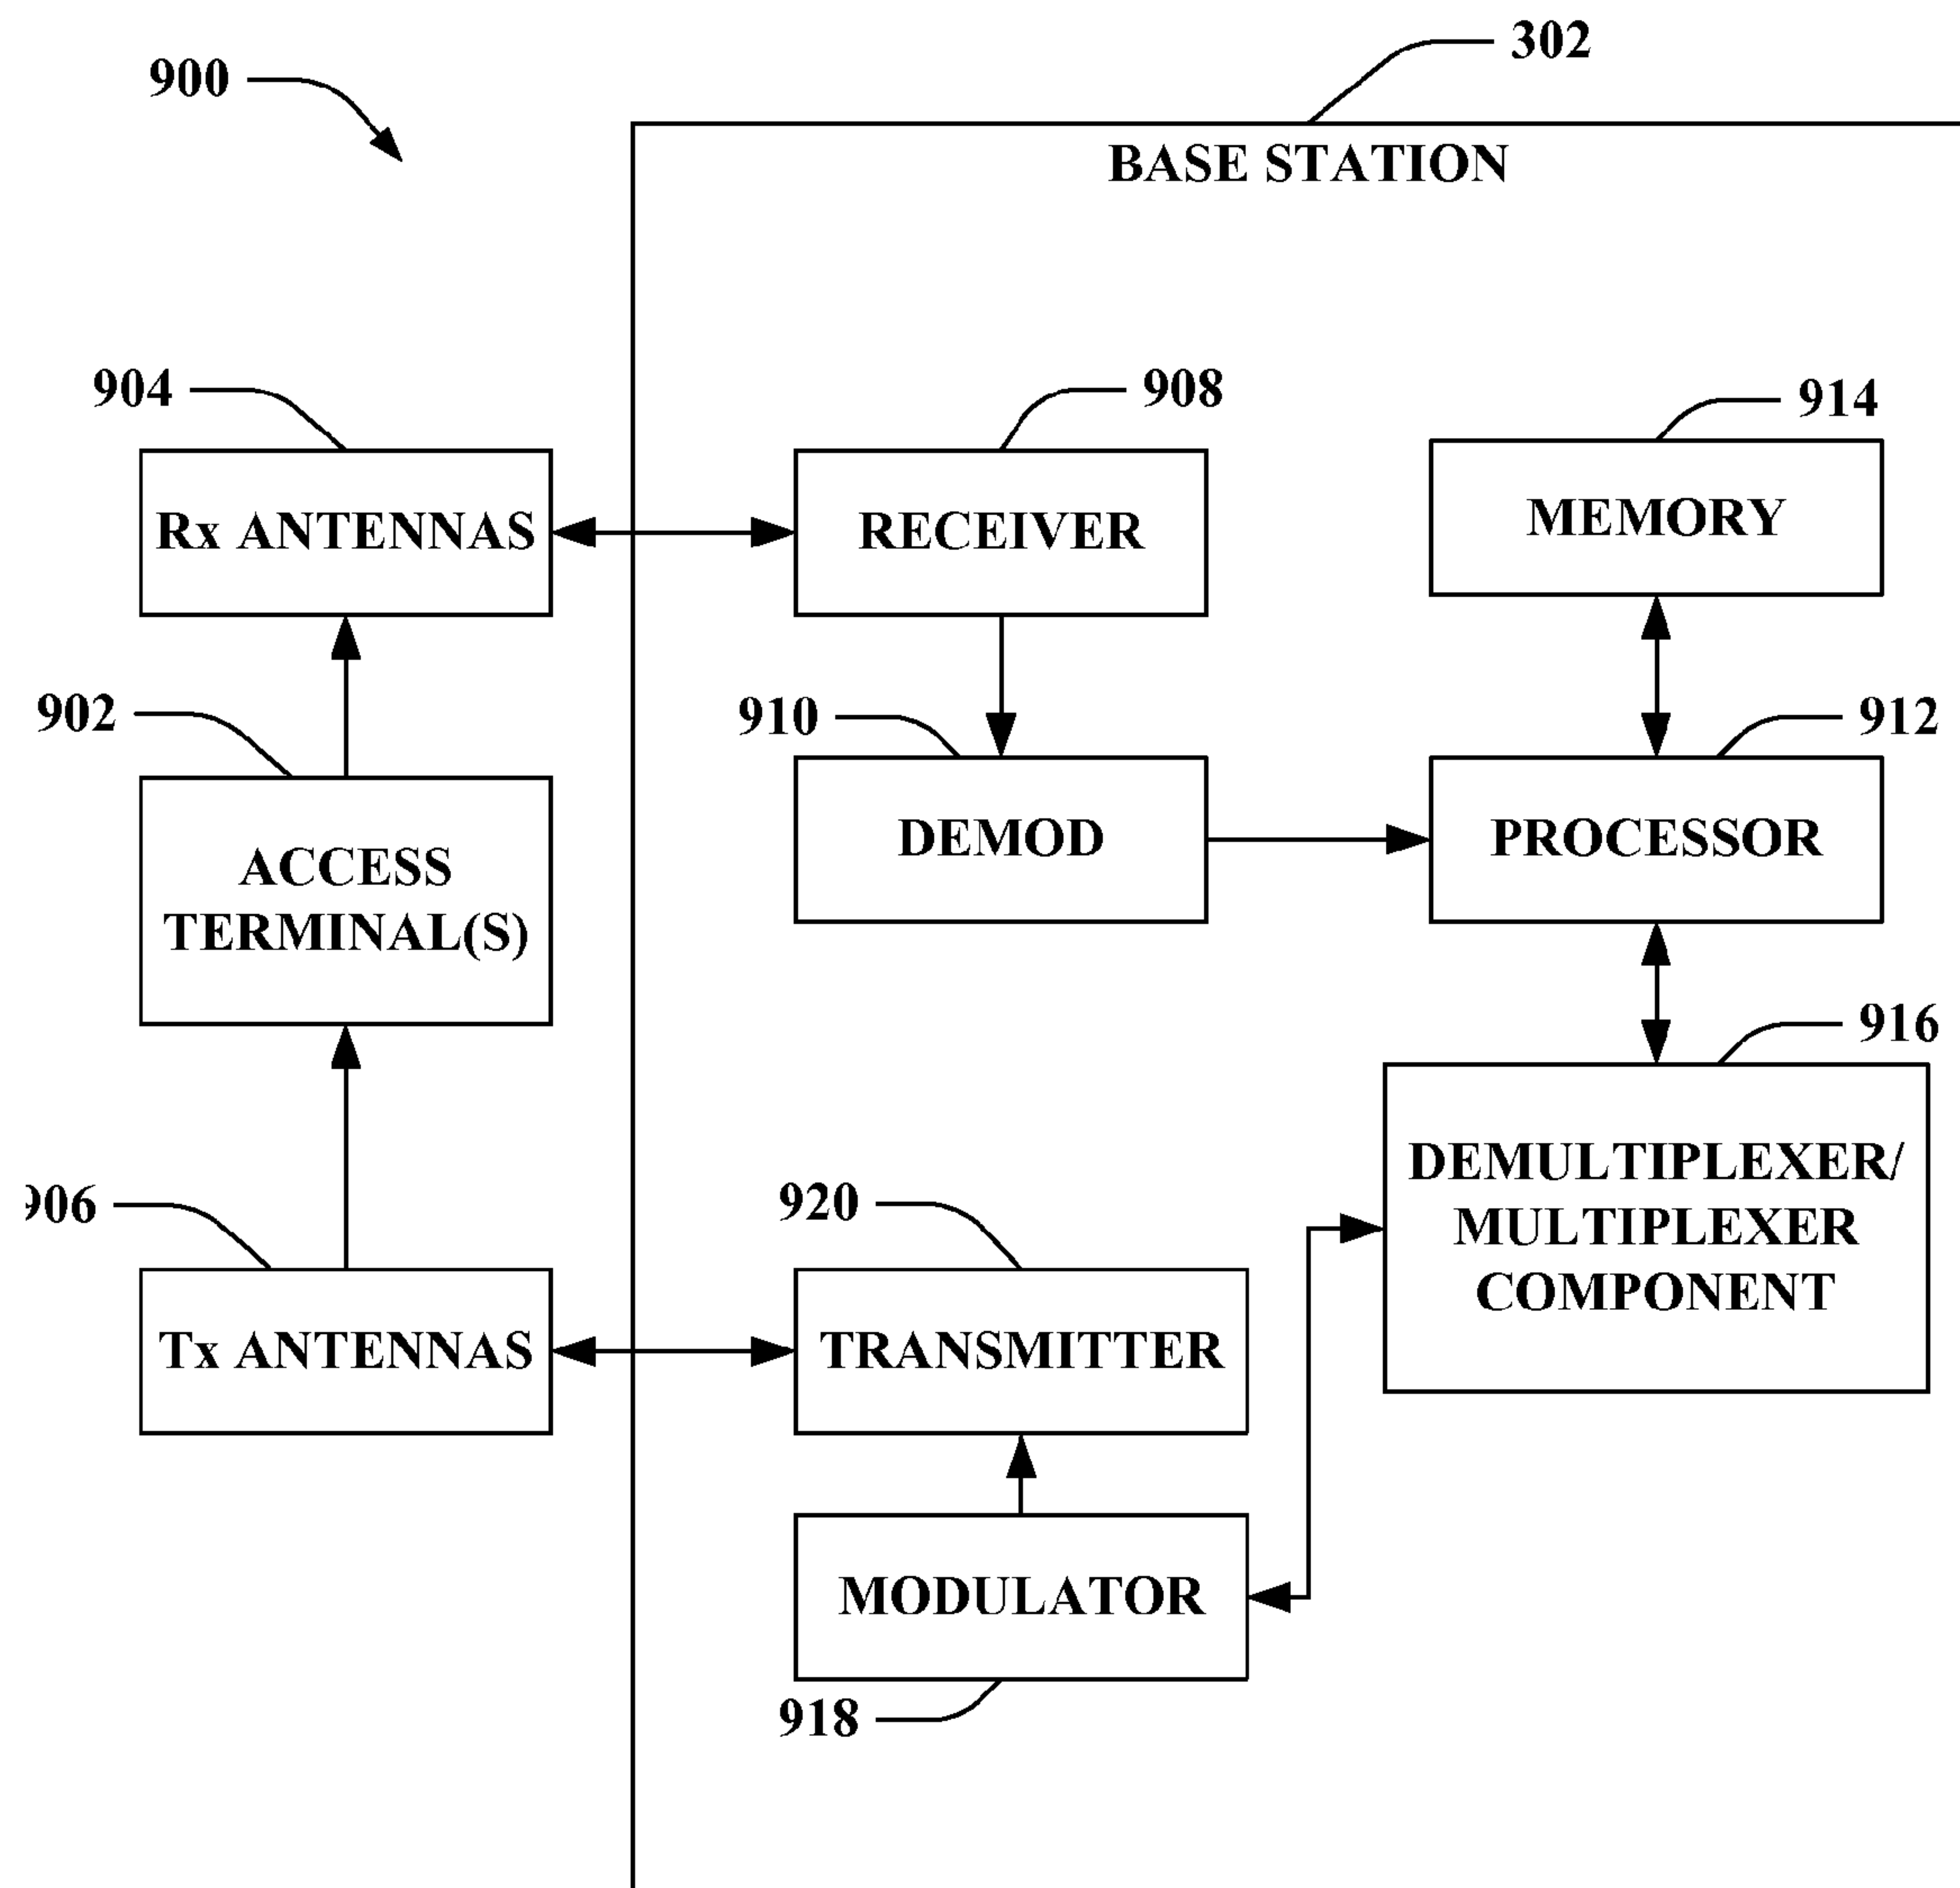 302
900
BASE STATION
904
908
914
Rx ANTENNAS
RECEIVER
MEMORY
902
910
912
ACCESS
TERMINAL(S)
DEMOD
PROCESSOR
916
906
920
DEMULTIPLEXER/
MULTIPLEXER
COMPONENT
Tx ANTENNAS
TRANSMITTER
MODULATOR
918